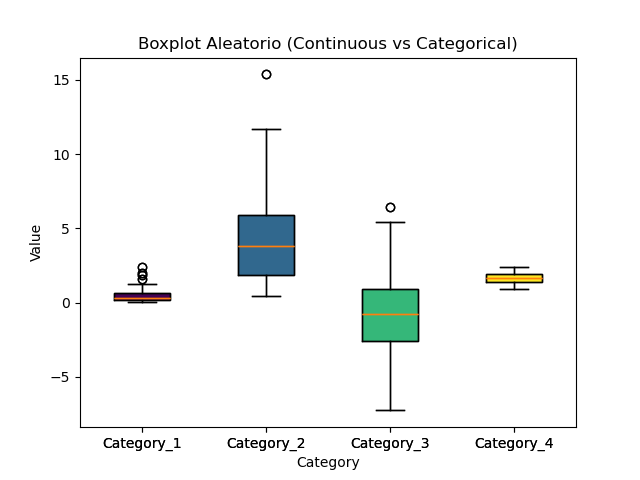 Boxplot Aleatorio (Continuous vs Categorical)
15
10
5
0
−5
Value
Category_1 Category_2 Category_3 Category_4
Category